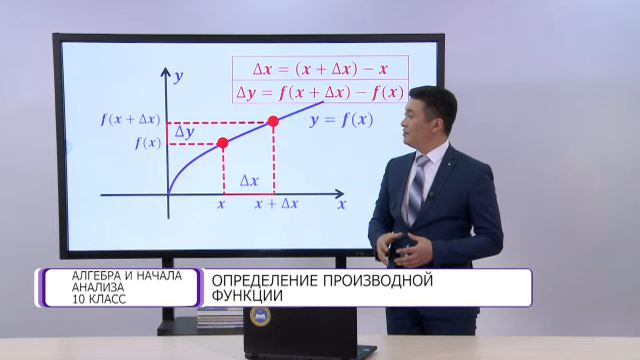 Δx = (x + Δx) − x
Δy = f(x + Δx) − f(x)
y
f(x + Δx)
Δy
y = f(x)
f(x)
Δx
x
x + Δx
x
АЛГЕБРА И НАЧАЛА
АНАЛИЗА
10 КЛАСС
ОПРЕДЕЛЕНИЕ ПРОИЗВОДНОЙ
ФУНКЦИИ